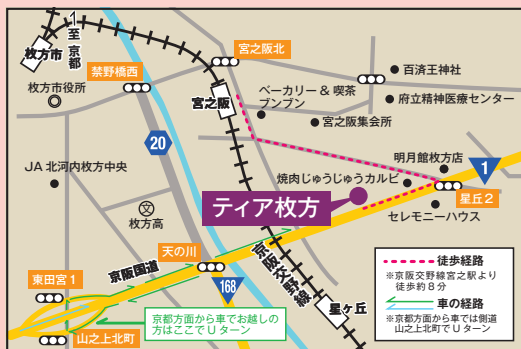 枚方市
至 京都
宮之阪北
禁野橋西
百済王神社
枚方市役所
ベーカリー & 喫茶
ブンブン
府立精神医療センター
宮之阪
宮之阪集会所
20
明月館枚方店
1
JA 北河内枚方中央
焼肉じゅうじゅうカルビ
星丘2
ティア枚方
セレモニーハウス
文
枚方高
天の川
京阪国道
京阪交野線
168
東田宮1
星ヶ丘
山之上北町
京都方面から車でお越しの
方はここでUターン
徒歩経路
※京阪交野線宮之駅より
徒歩約8分
車の経路
※京都方面から車では側道
山之上北町でUターン